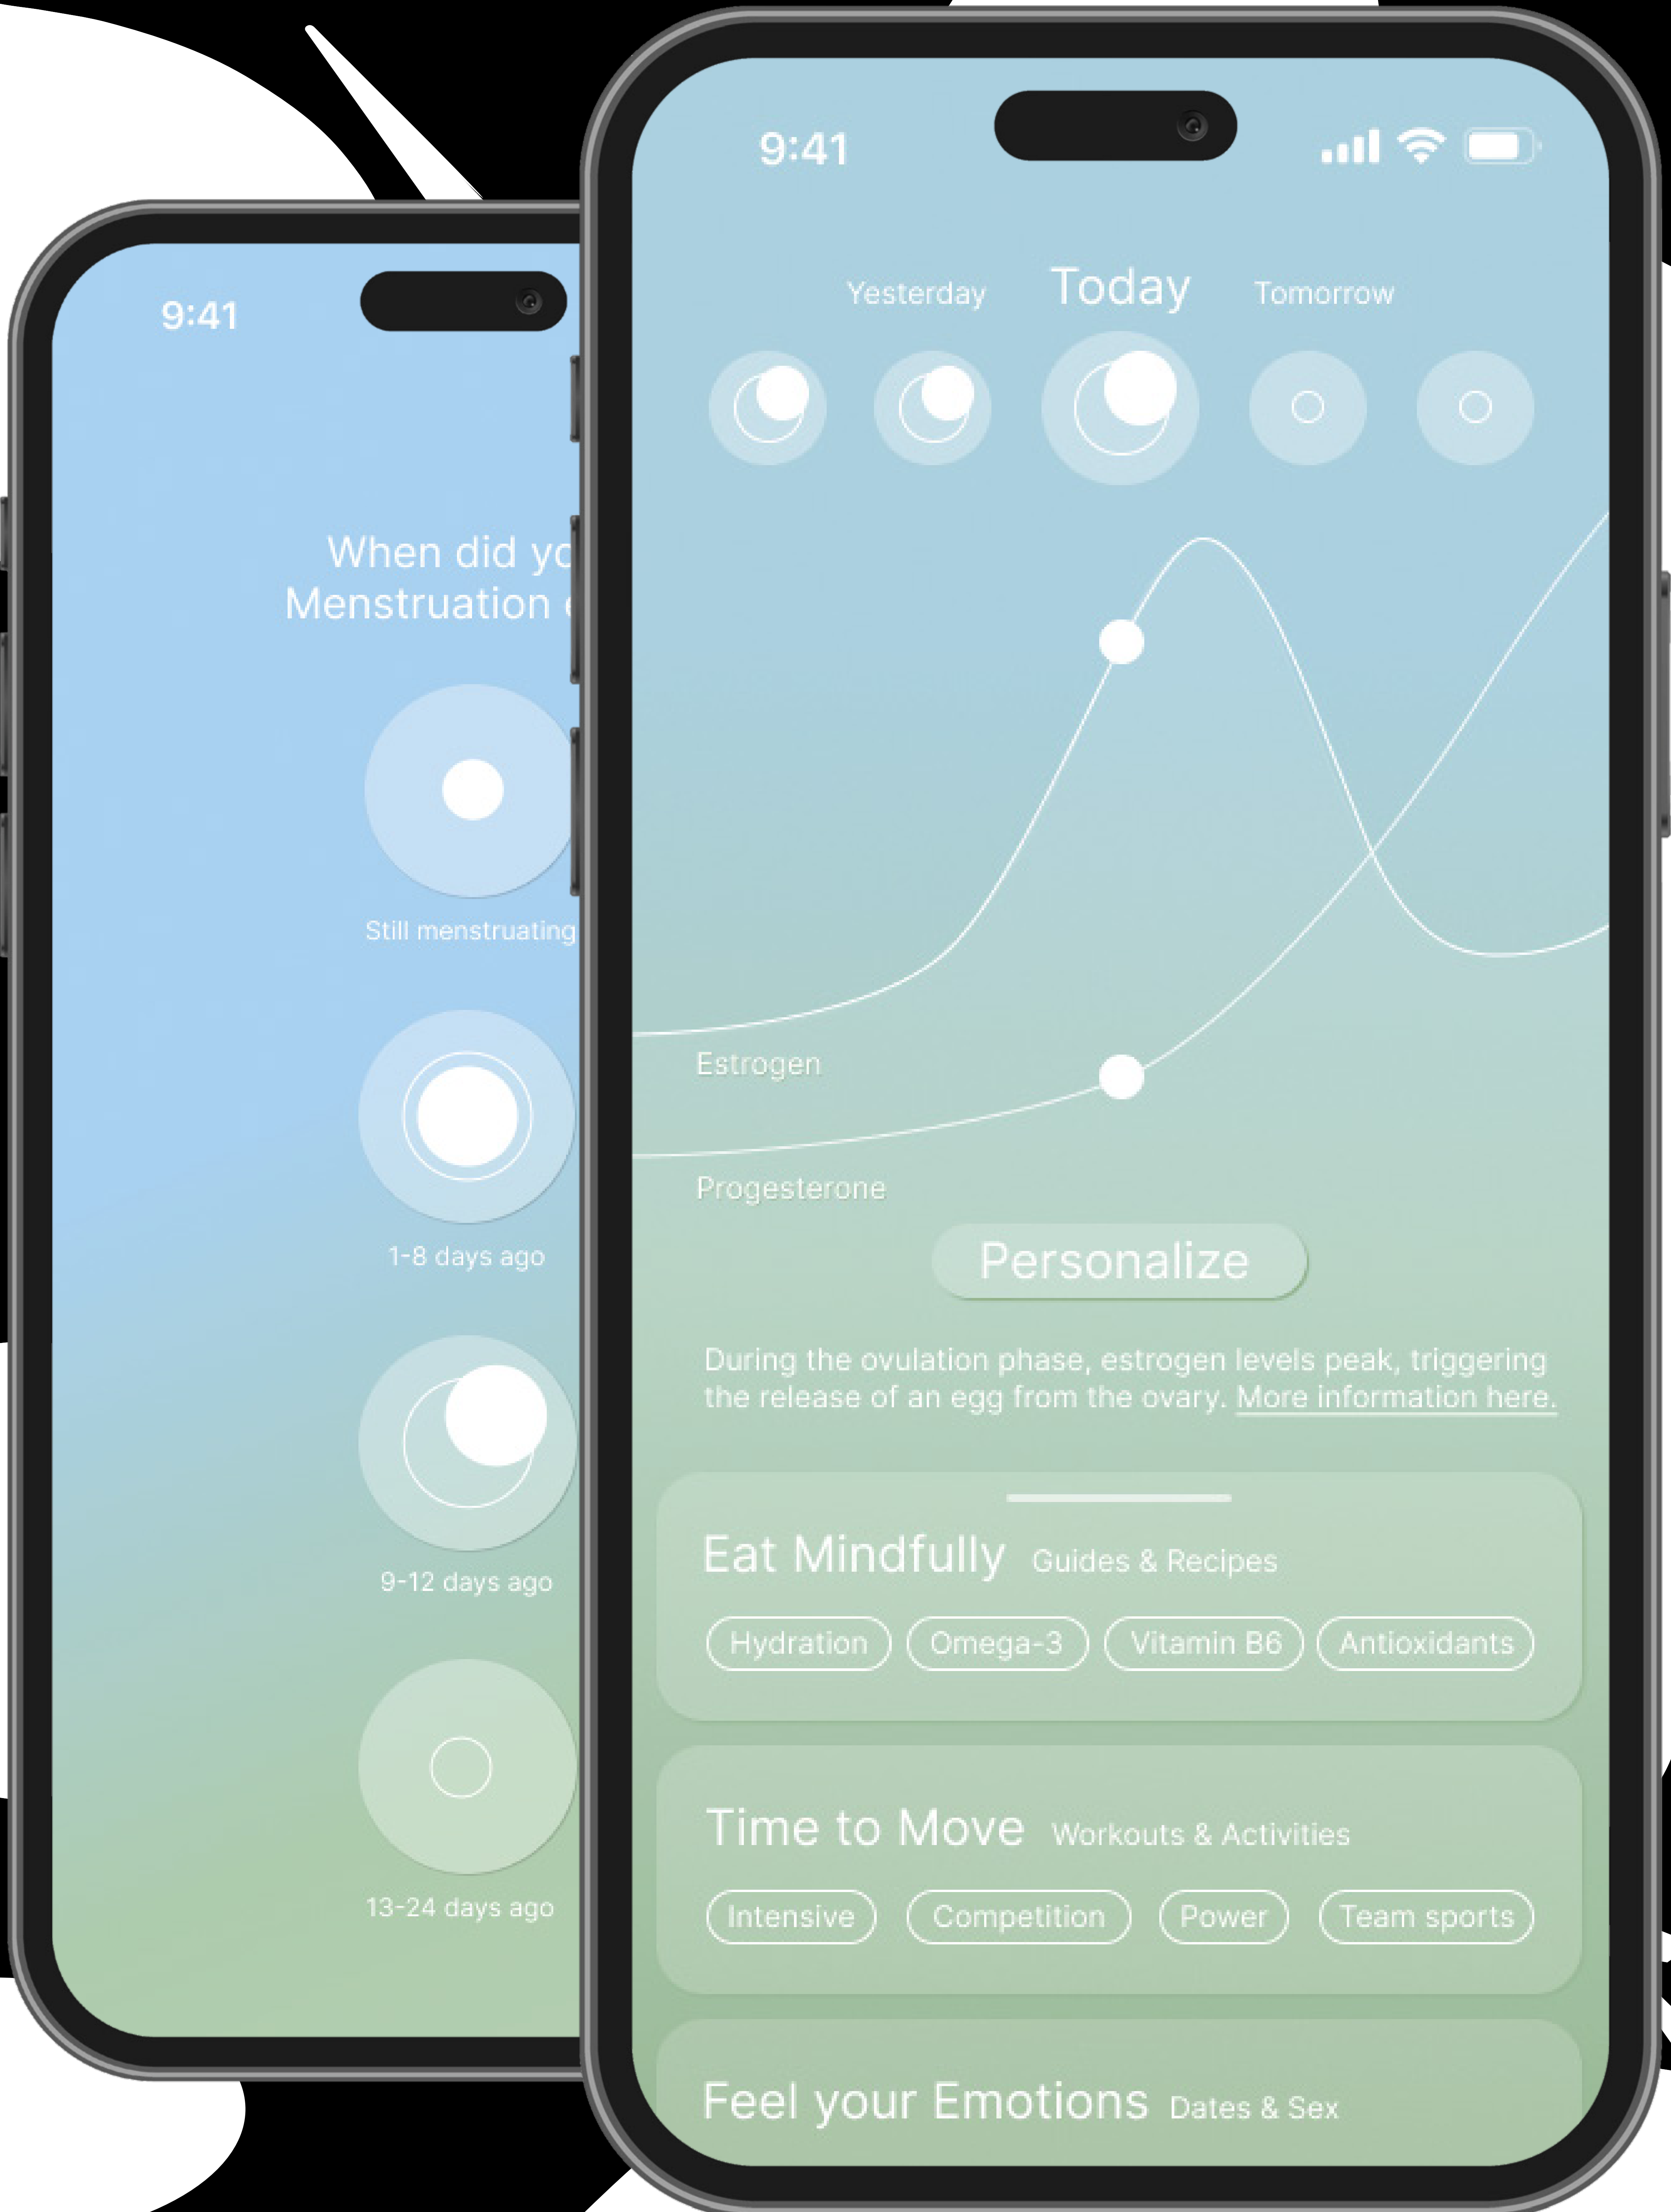 9:41
When did yo
Menstruation
Still menstruating
1-8 days ago
9-12 days ago
13-24 days ago
9:41
Yesterday Today Tomorrow
Estrogen
Progesterone
Personalize
During the ovulation phase, estrogen levels peak, triggering
the release of an egg from the ovary. More information here.
Eat Mindfully Guides & Recipes
Hydration Omega-3 Vitamin B6 Antioxidants
Time to Move Workouts & Activities
Intensive Competition Power Team sports
Feel your Emotions Dates & Sex